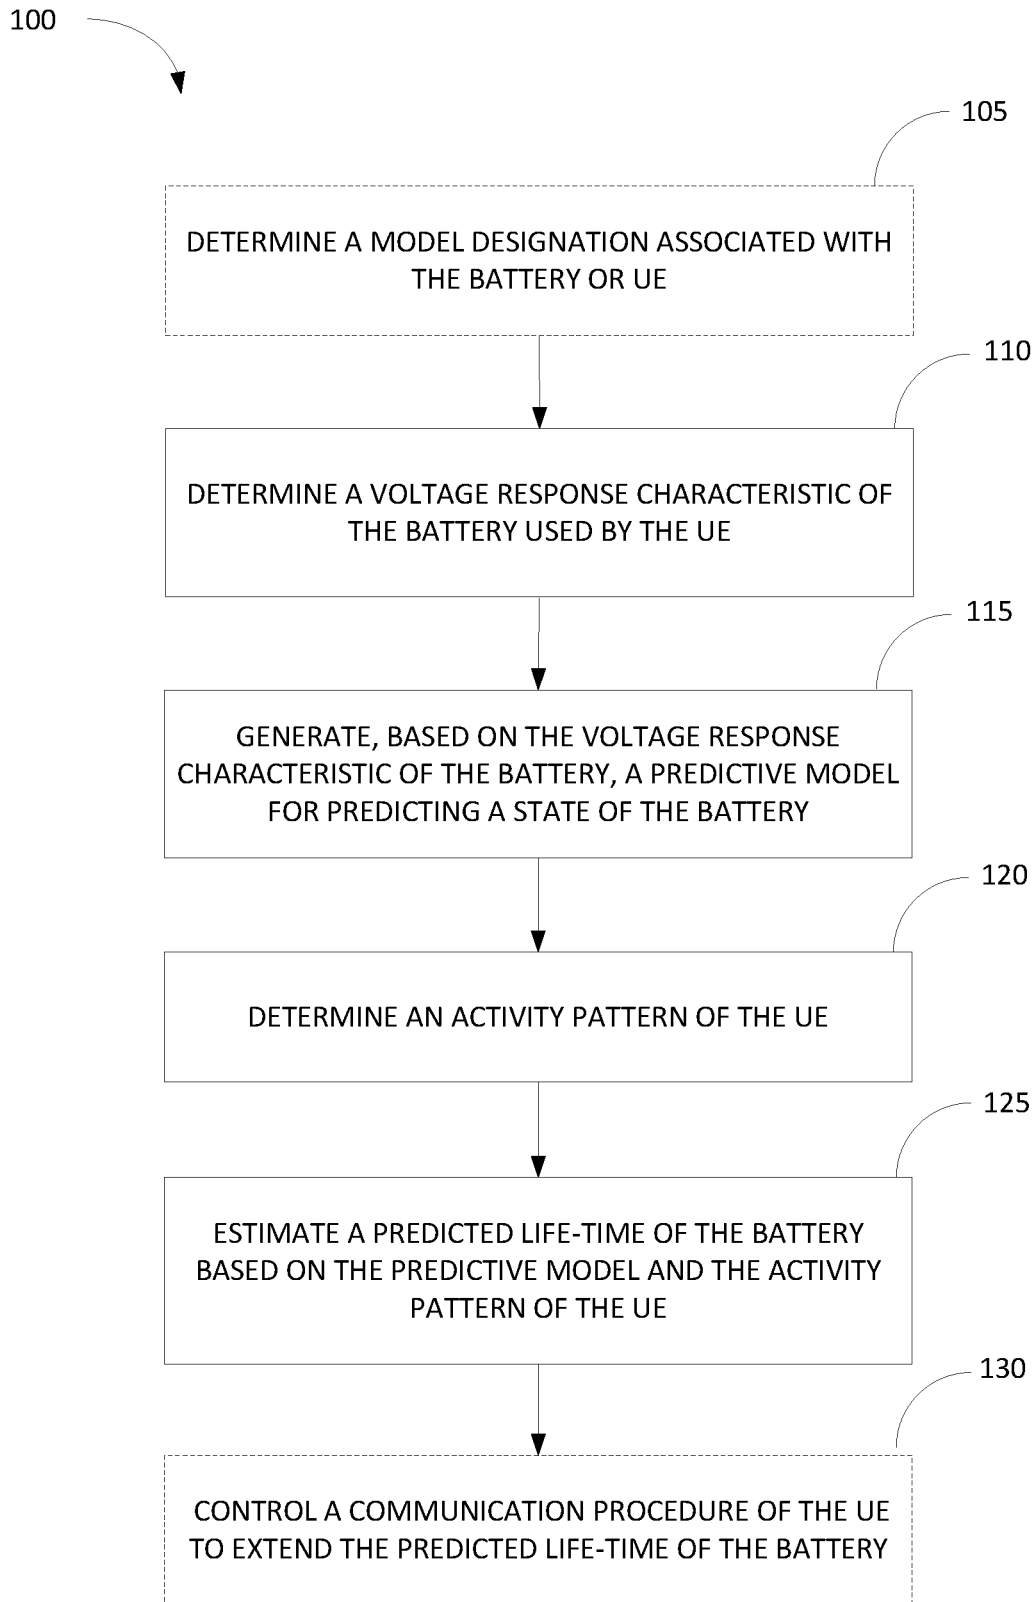 100
105
DETERMINE A MODEL DESIGNATION ASSOCIATED WITH
THE BATTERY OR UE
110
DETERMINE A VOLTAGE RESPONSE CHARACTERISTIC OF
THE BATTERY USED BY THE UE
115
GENERATE, BASED ON THE VOLTAGE RESPONSE
CHARACTERISTIC OF THE BATTERY, A PREDICTIVE MODEL
FOR PREDICTING A STATE OF THE BATTERY
120
DETERMINE AN ACTIVITY PATTERN OF THE UE
125
ESTIMATE A PREDICTED LIFE-TIME OF THE BATTERY
BASED ON THE PREDICTIVE MODEL AND THE ACTIVITY
PATTERN OF THE UE
130
CONTROL A COMMUNICATION PROCEDURE OF THE UE
TO EXTEND THE PREDICTED LIFE-TIME OF THE BATTERY